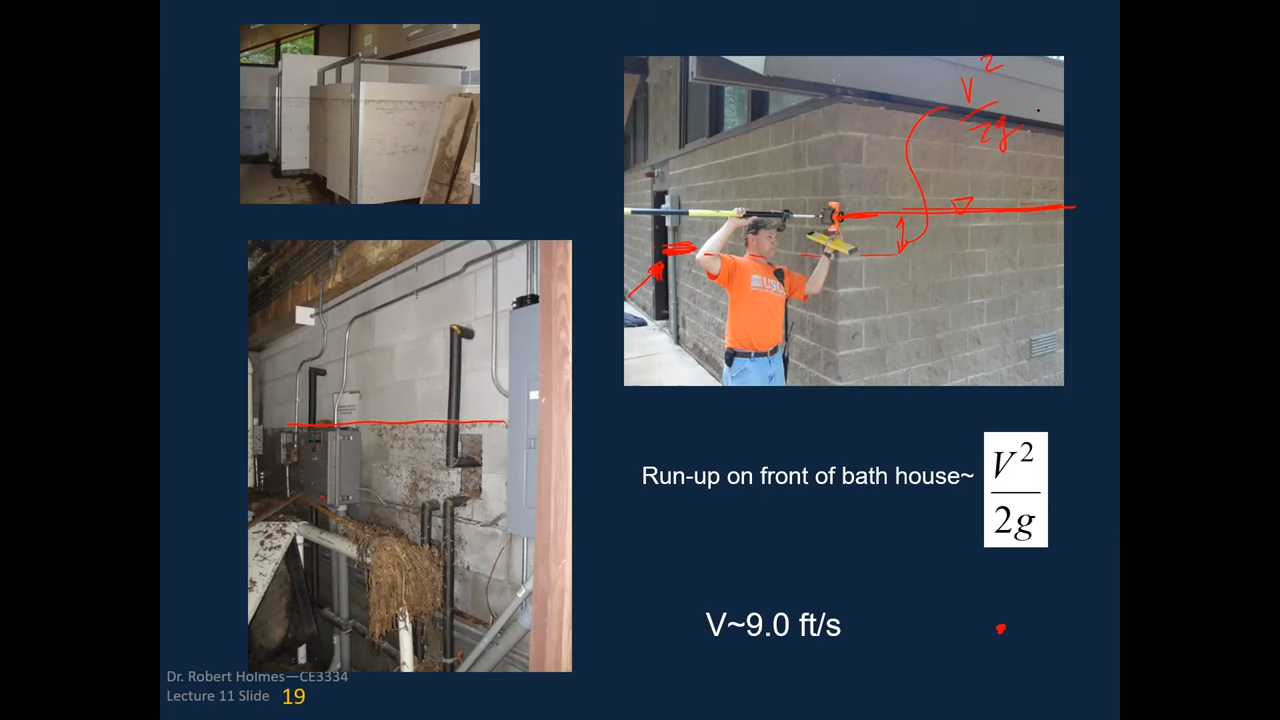 V²/2g
USGS
Run-up on front of bath house~ V²/2g
V~9.0 ft/s
Dr. Robert Holmes—CE3334
Lecture 11 Slide 19